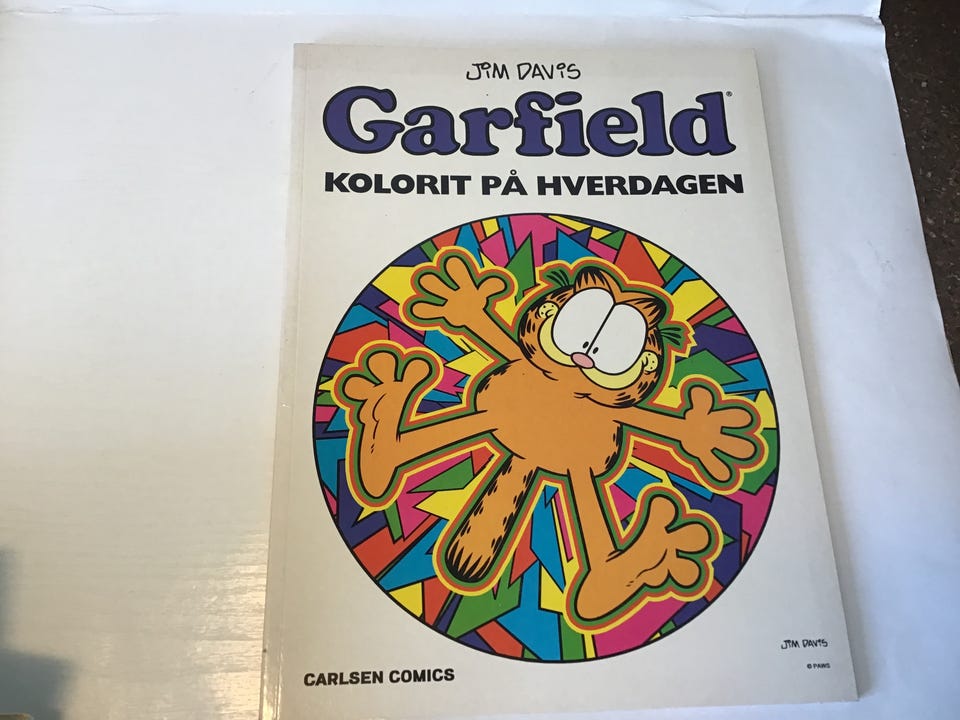 JIM DAVIS
Garfield®
KOLORIT PÅ HVERDAGEN
JIM DAVIS
© PAWS
CARLSEN COMICS